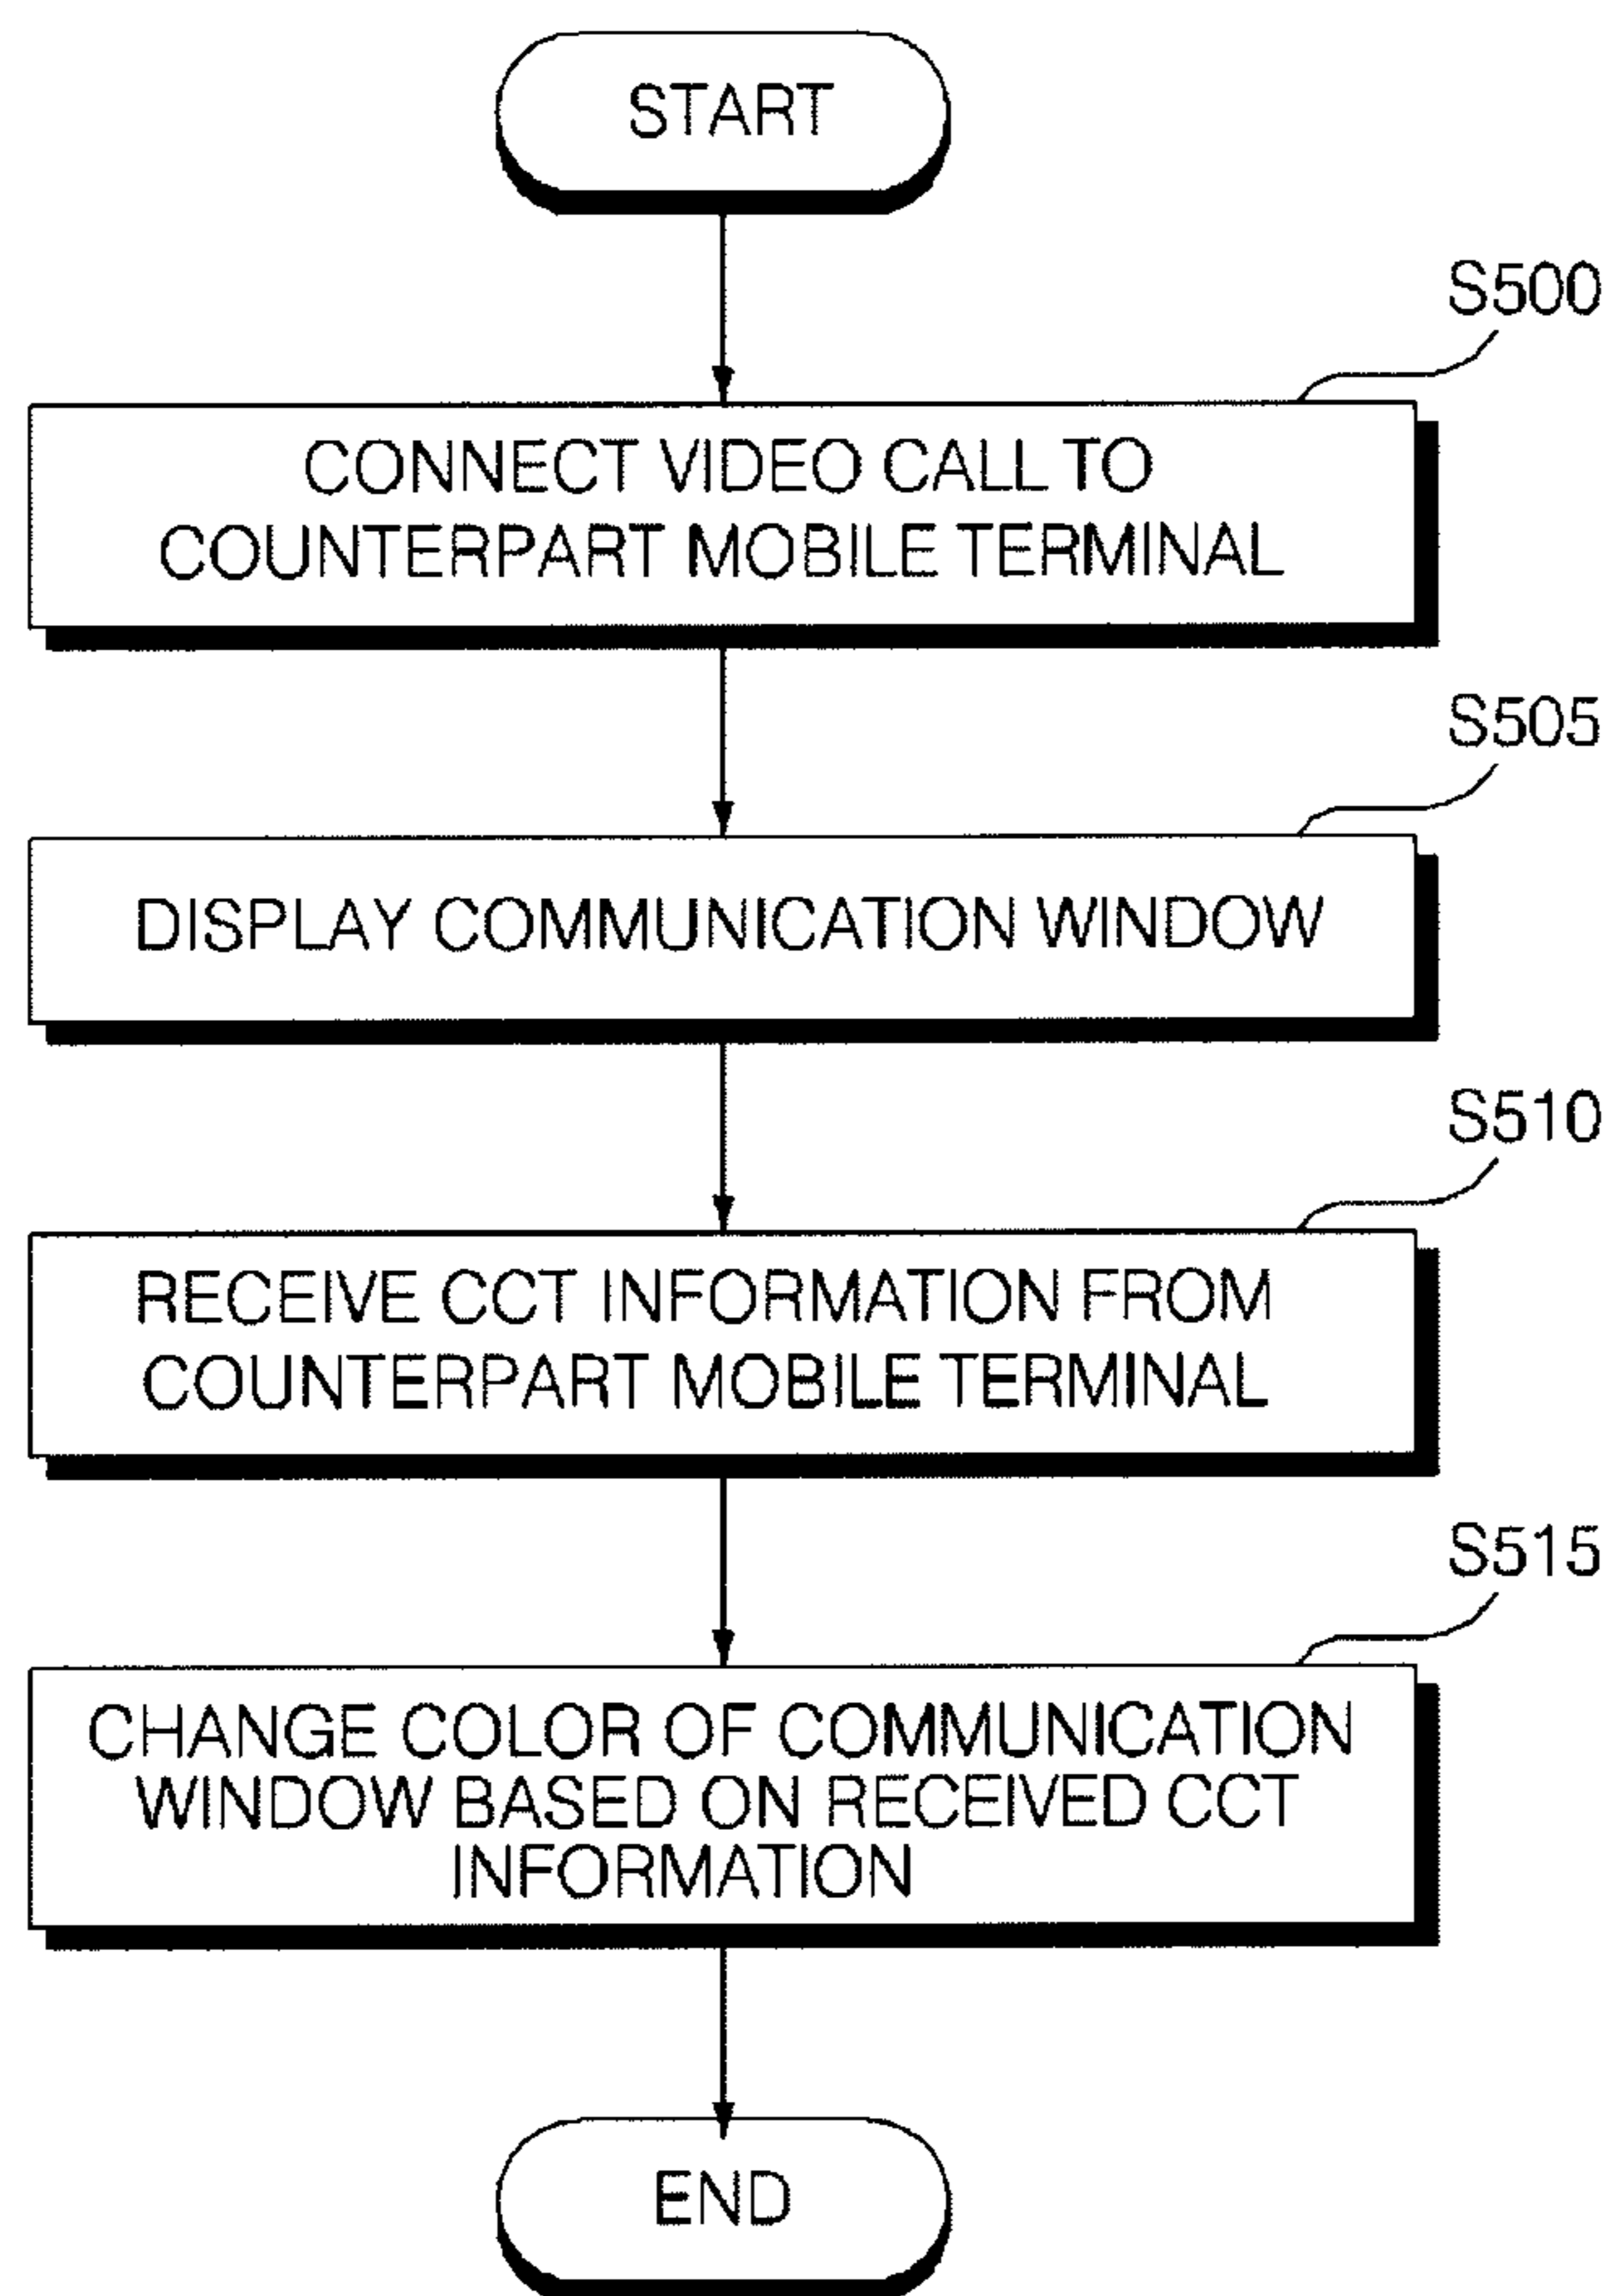 START
S500
CONNECT VIDEO CALL TO
COUNTERPART MOBILE TERMINAL
S505
DISPLAY COMMUNICATION WINDOW
S510
RECEIVE CCT INFORMATION FROM
COUNTERPART MOBILE TERMINAL
S515
CHANGE COLOR OF COMMUNICATION
WINDOW BASED ON RECEIVED CCT
INFORMATION
END